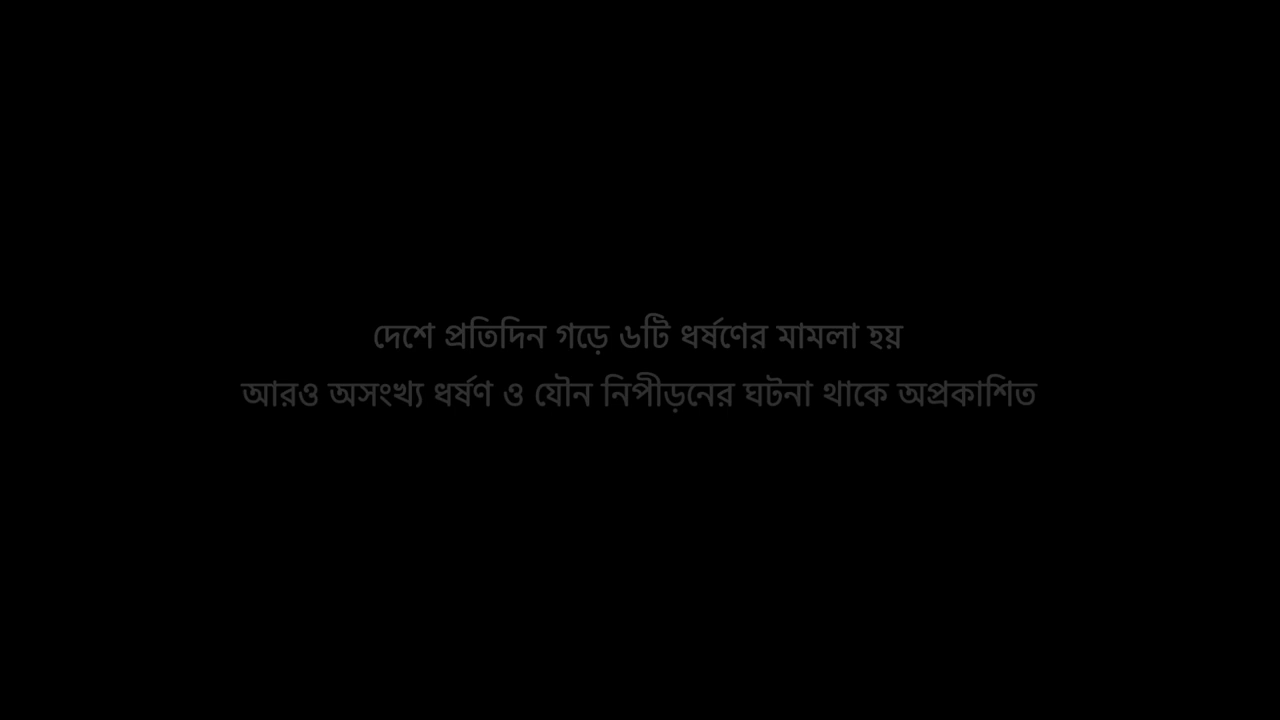 দেশে প্রতিদিন গড়ে ৬টি ধর্ষণের মামলা হয়
আরও অসংখ্য ধর্ষণ ও যৌন নিপীড়নের ঘটনা থাকে অপ্রকাশিত